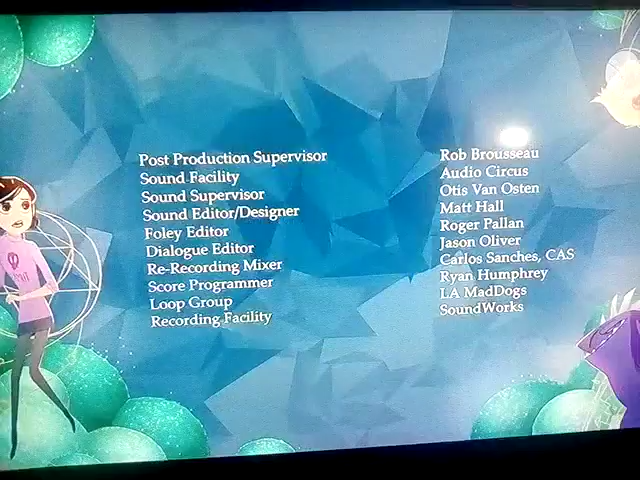 Post Production Supervisor Rob Brousseau
Sound Facility Audio Circus
Sound Supervisor Otis Van Osten
Sound Editor/Designer Matt Hall
Foley Editor Roger Pallan
Dialogue Editor Jason Oliver
Re-Recording Mixer Carlos Sanches, CAS
Score Programmer Ryan Humphrey
Loop Group LA MadDogs
Recording Facility SoundWorks